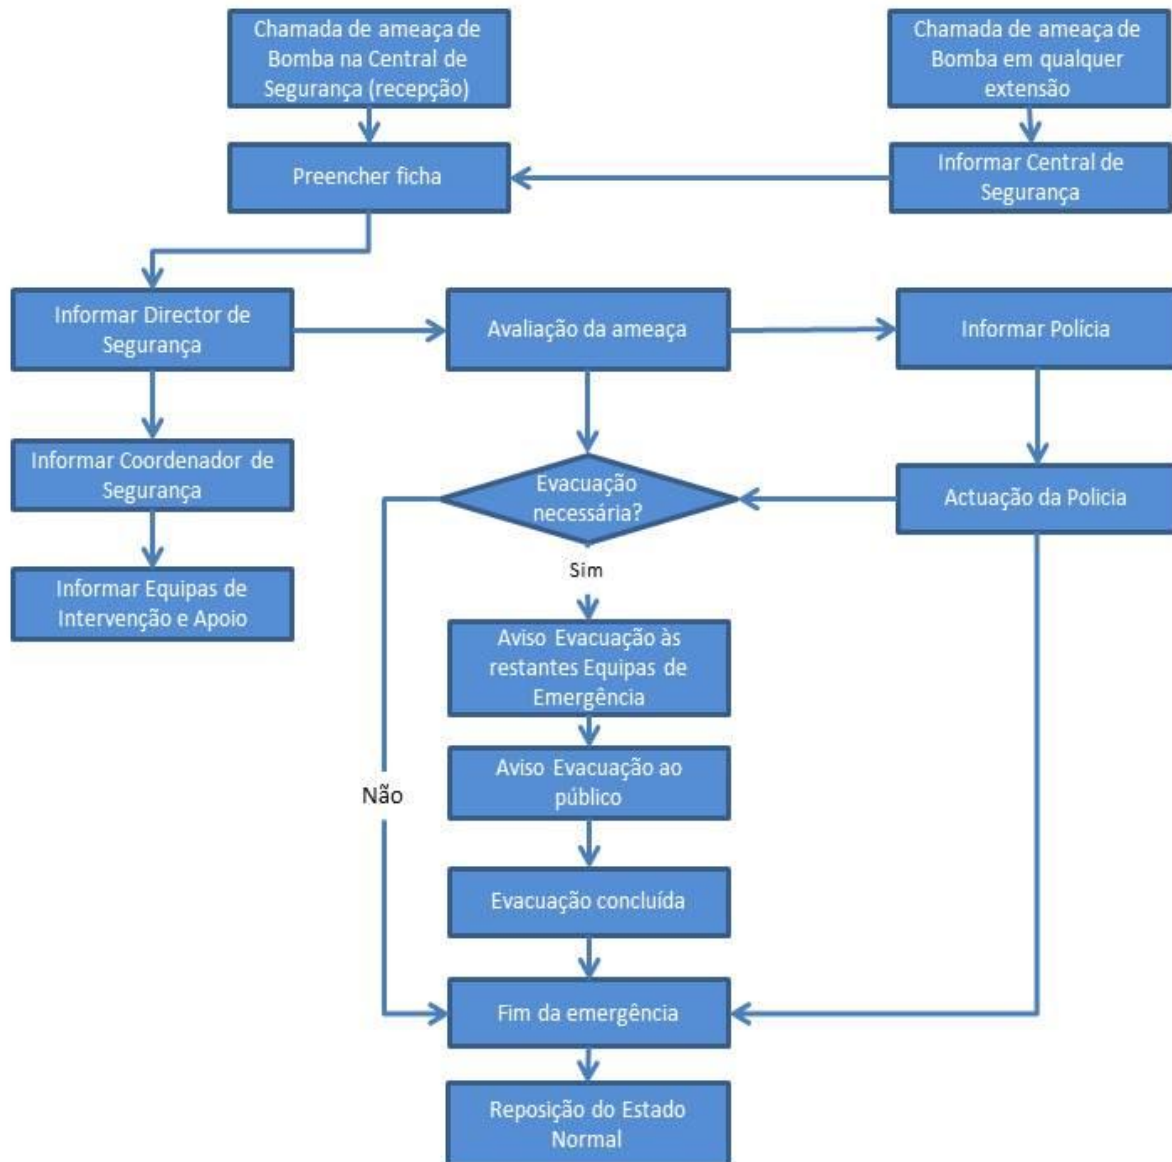 Chamada de ameaça de
Bomba na Central de
Segurança (recepção)
Chamada de ameaça de
Bomba em qualquer
extensão
Preencher ficha
Informar Central de
Segurança
Informar Director de
Segurança
Avaliação da ameaça
Informar Polícia
Informar Coordenador de
Segurança
Evacuação
necessária?
Actuação da Policia
Sim
Informar Equipas de
Intervenção e Apoio
Aviso Evacuação às
restantes Equipas de
Emergência
Aviso Evacuação ao
público
Não
Evacuação concluída
Fim da emergência
Reposição do Estado
Normal